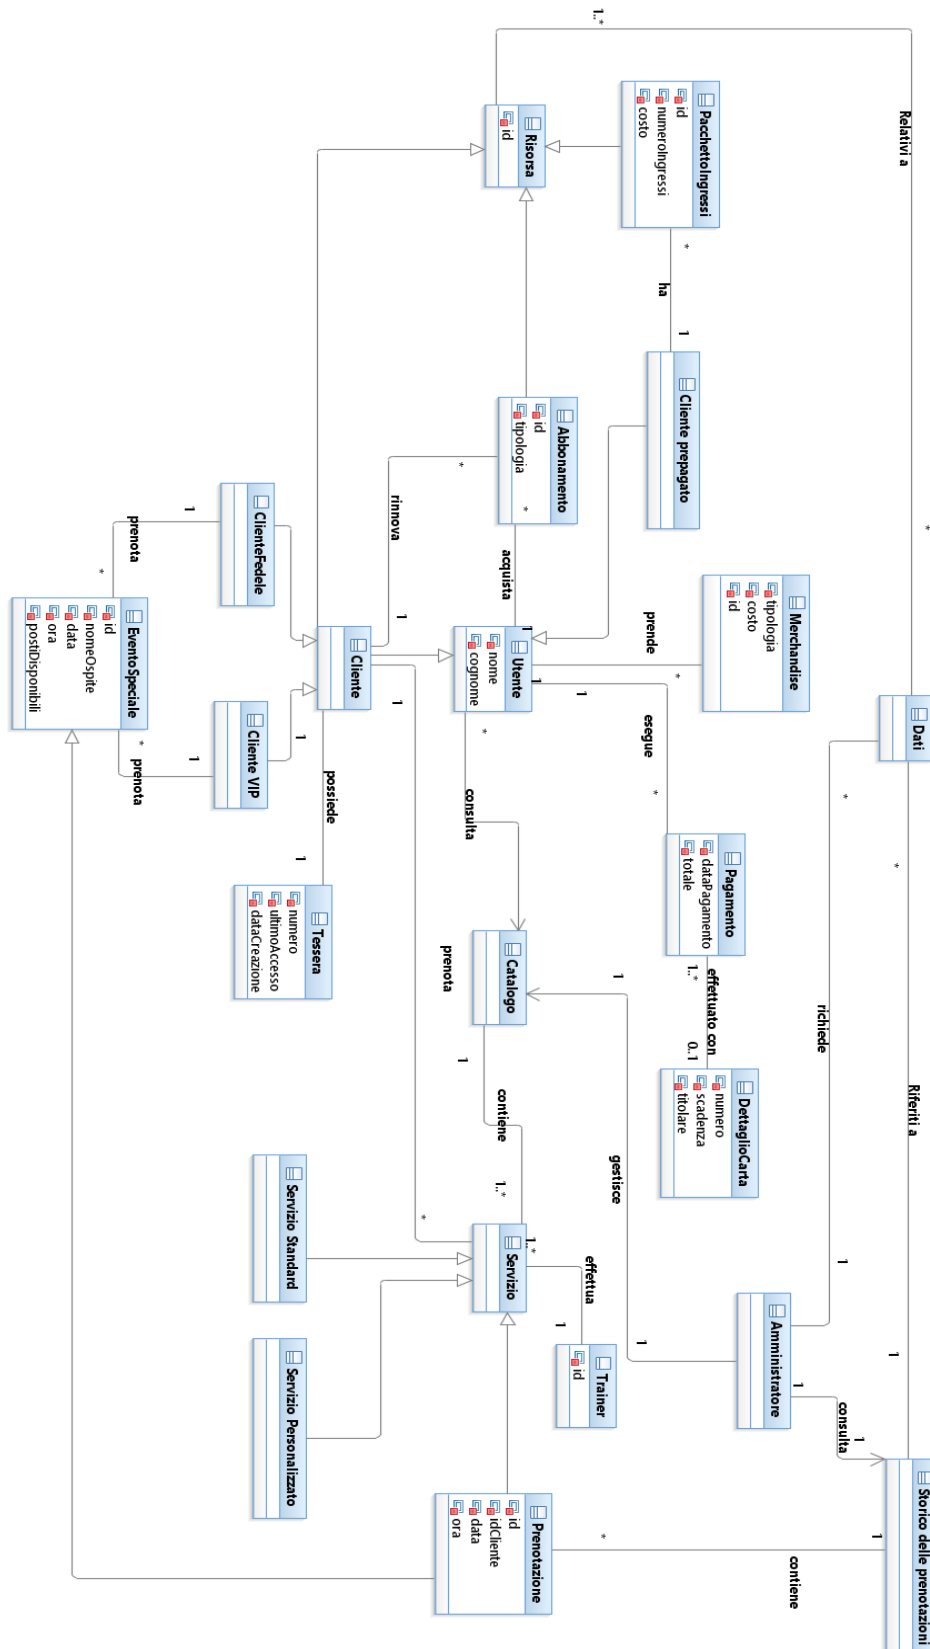 1..*
Relativi a
PacchettoIngressi
id
numeroIngressi
costo
Risorsa
id
*
ha
1
Cliente prepagato
Abbonamento
id
tipologia
*
*
rinnova
1
acquista
1
ClienteFedele
1
prenota
*
EventoSpeciale
id
nomeOspite
data
ora
postiDisponibili
*
prenota
1
Cliente VIP
1
Cliente
1
possiede
1
Tessera
numero
ultimoAccesso
dataCreazione
Utente
nome
cognome
1
1
*
consulta
prende
*
Merchandise
tipologia
costo
id
esegue
*
Pagamento
dataPagamento
totale
1..*
effettuato con
0..1
DettaglioCarta
numero
scadenza
titolare
*
Dati
*
*
richiede
1
Riferiti a
1
Catalogo
prenota
1
contiene
1..*
1
gestisce
1
Servizio
*
1..*
effettua
1
Trainer
id
Servizio Standard
Servizio Personalizzato
Amministratore
1
consulta
1
Storico delle prenotazioni
1
contiene
*
Prenotazione
id
idCliente
data
ora